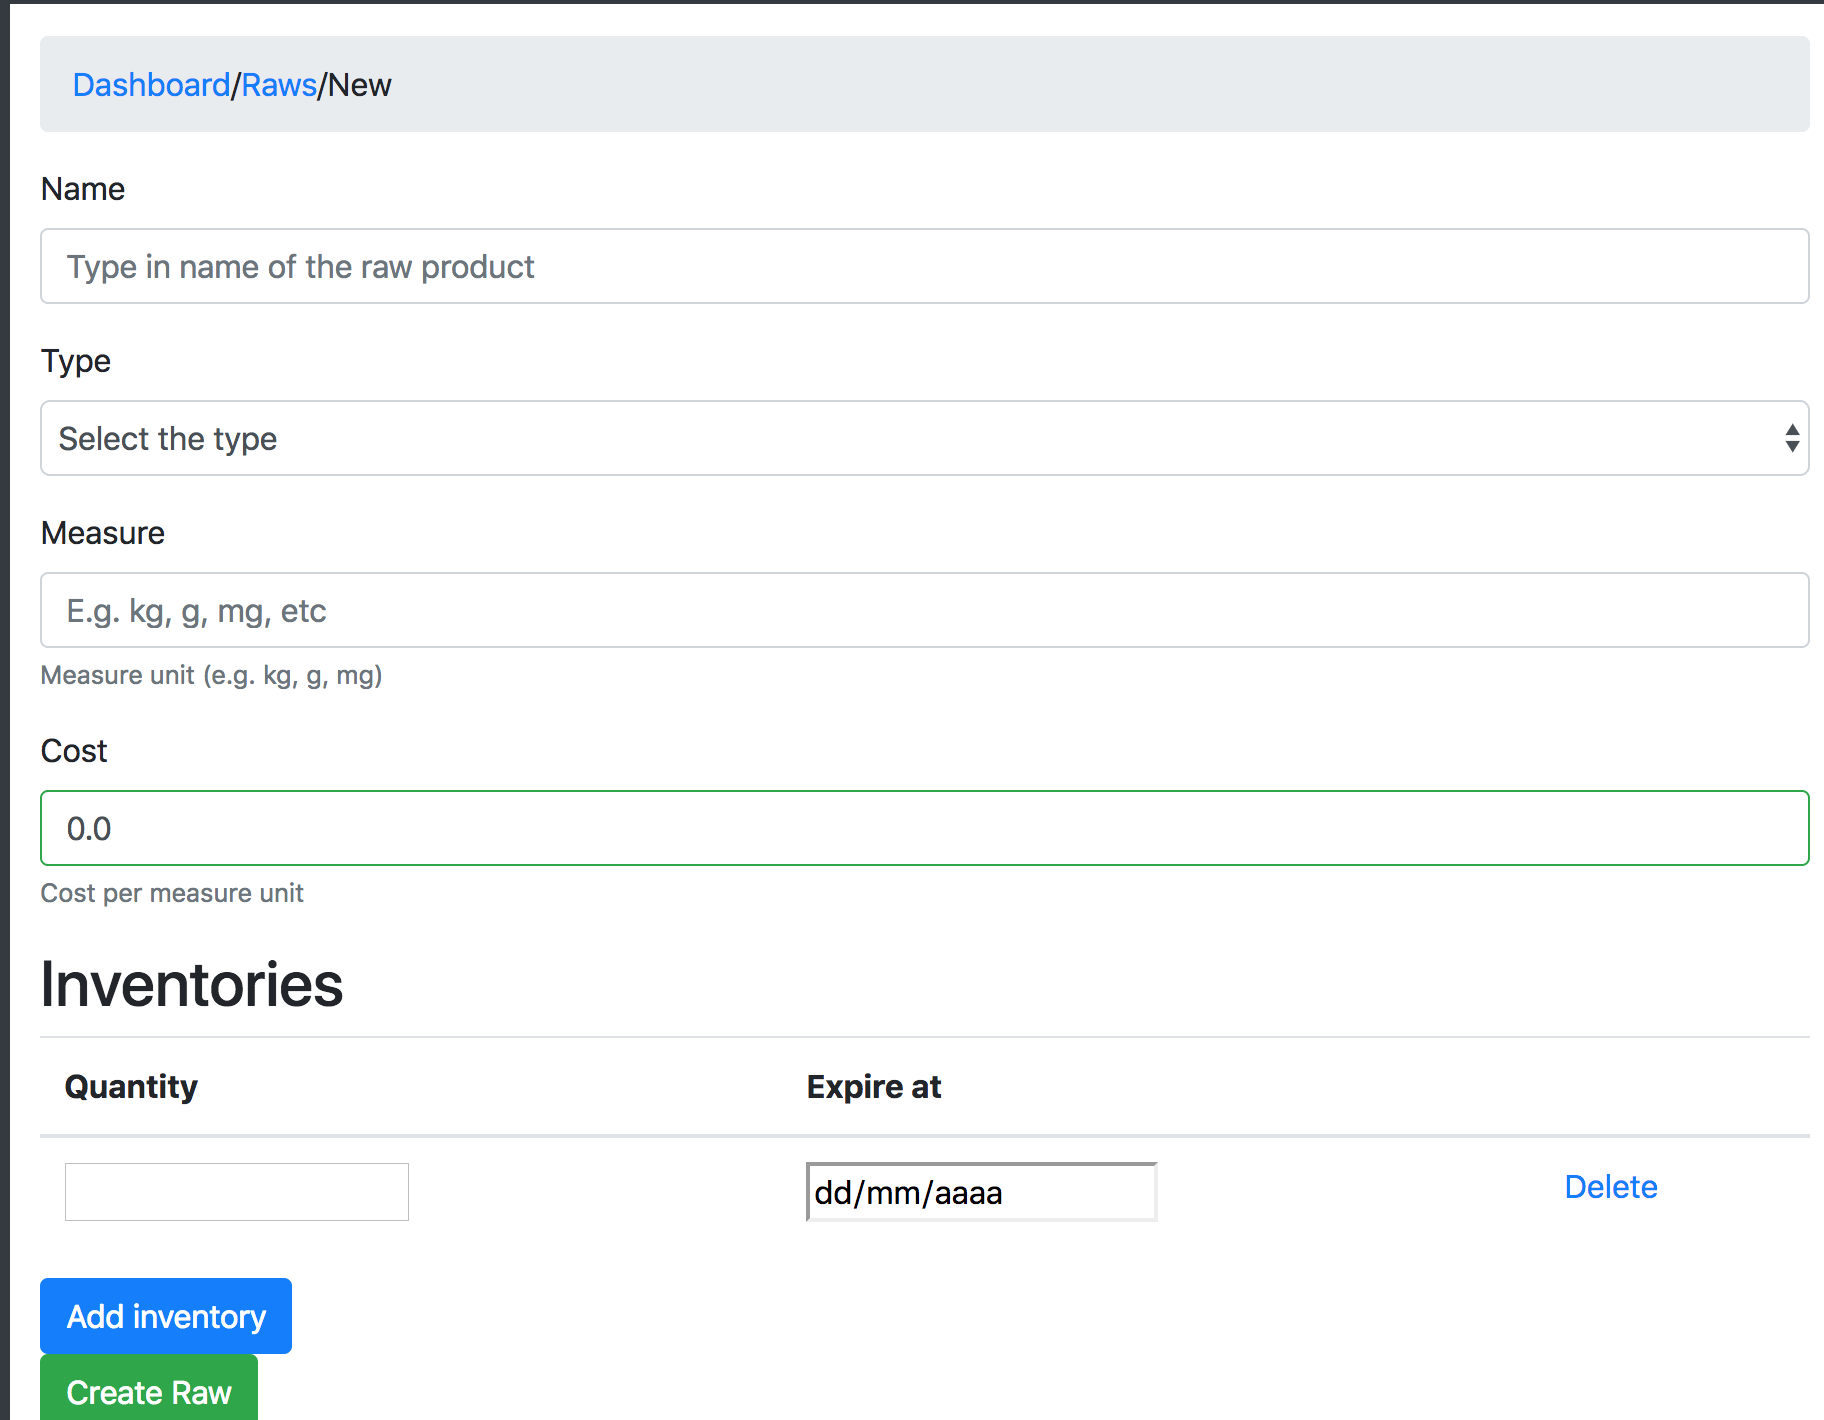 Dashboard/Raws/New
Name
Type in name of the raw product
Type
Select the type
Measure
E.g. kg, g, mg, etc
Measure unit (e.g. kg, g, mg)
Cost
0.0
Cost per measure unit
Inventories
Quantity Expire at
dd/mm/aaaa Delete
Add inventory
Create Raw